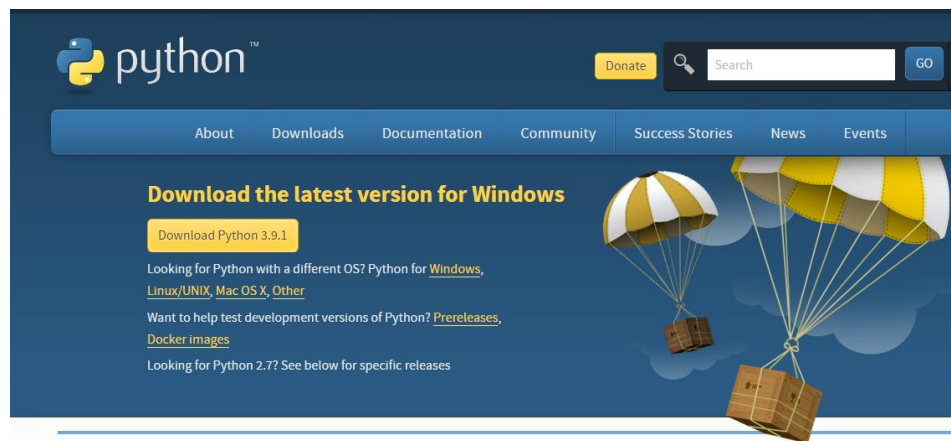 python™
Donate
Search
GO
About Downloads Documentation Community Success Stories News Events
Download the latest version for Windows
Download Python 3.9.1
Looking for Python with a different OS? Python for Windows,
Linux/UNIX, Mac OS X, Other
Want to help test development versions of Python? Prereleases,
Docker images
Looking for Python 2.7? See below for specific releases